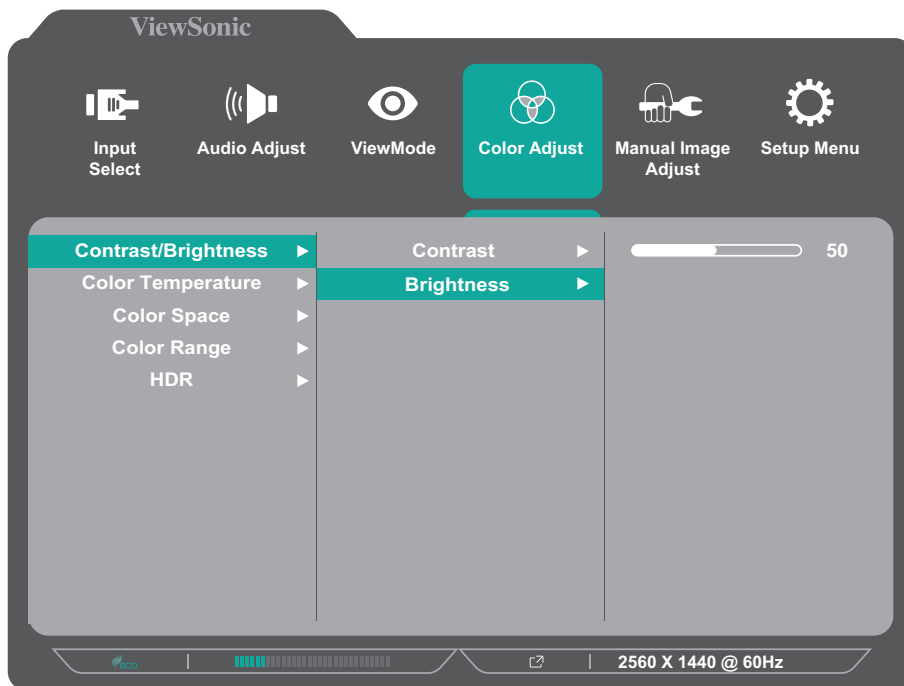 ViewSonic
Input
Select
Audio Adjust
ViewMode
Color Adjust
Manual Image
Adjust
Setup Menu
Contrast/Brightness
Color Temperature
Color Space
Color Range
HDR
Contrast
Brightness
50
eco
2560 X 1440 @ 60Hz